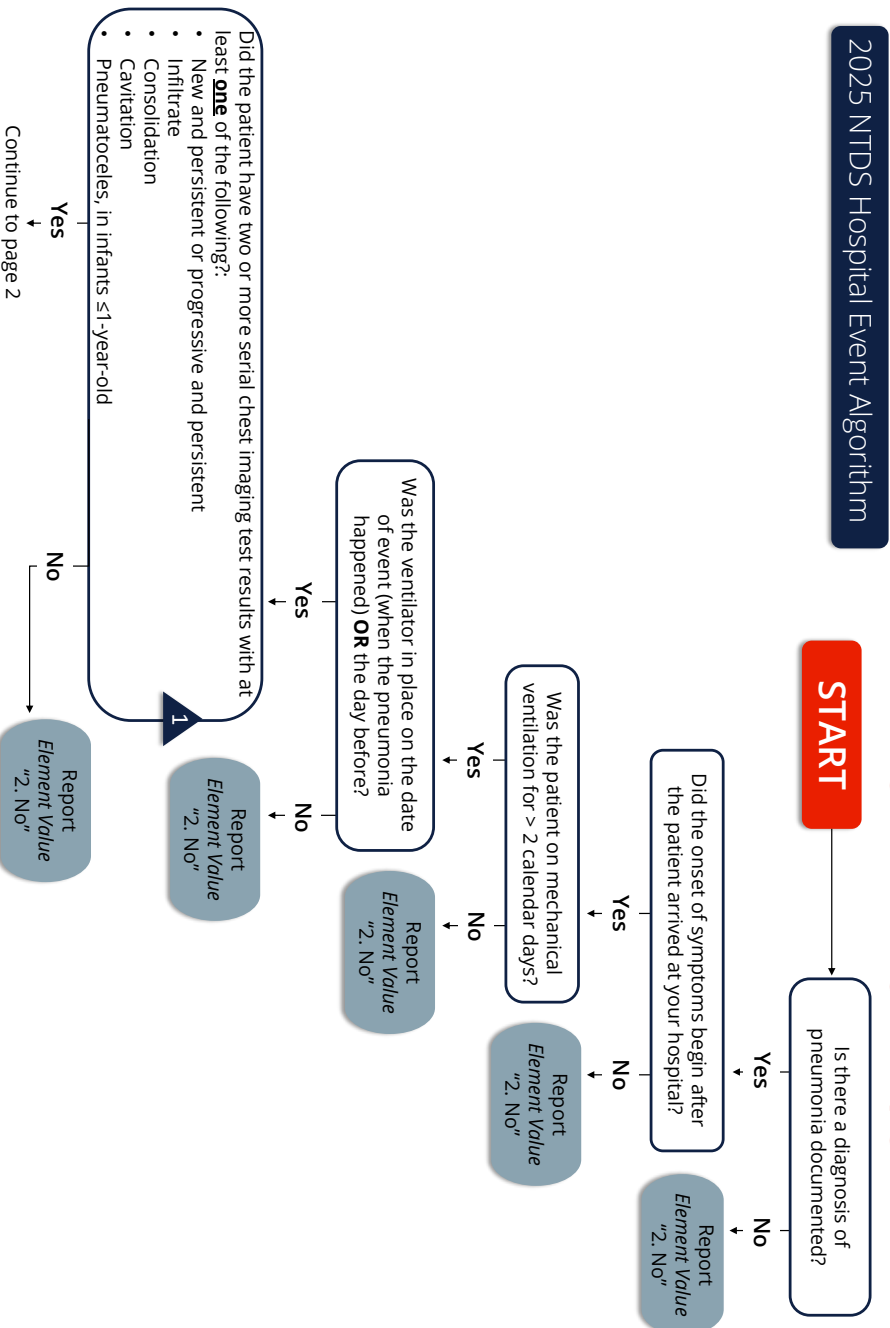 2025 NTDS Hospital Event Algorithm
START
Is there a diagnosis of
pneumonia documented?
Yes
No
Report
Element Value
“2. No”
Did the onset of symptoms begin after
the patient arrived at your hospital?
Yes
No
Report
Element Value
“2. No”
Was the patient on mechanical
ventilation for > 2 calendar days?
Yes
No
Report
Element Value
“2. No”
Was the ventilator in place on the date
of event (when the pneumonia
happened) OR the day before?
Yes
No
Report
Element Value
“2. No”
Did the patient have two or more serial chest imaging test results with at
least one of the following?:
• New and persistent or progressive and persistent
• Infiltrate
• Consolidation
• Cavitation
• Pneumatoceles, in infants ≤1-year-old
1
Yes
No
Continue to page 2
Report
Element Value
“2. No”